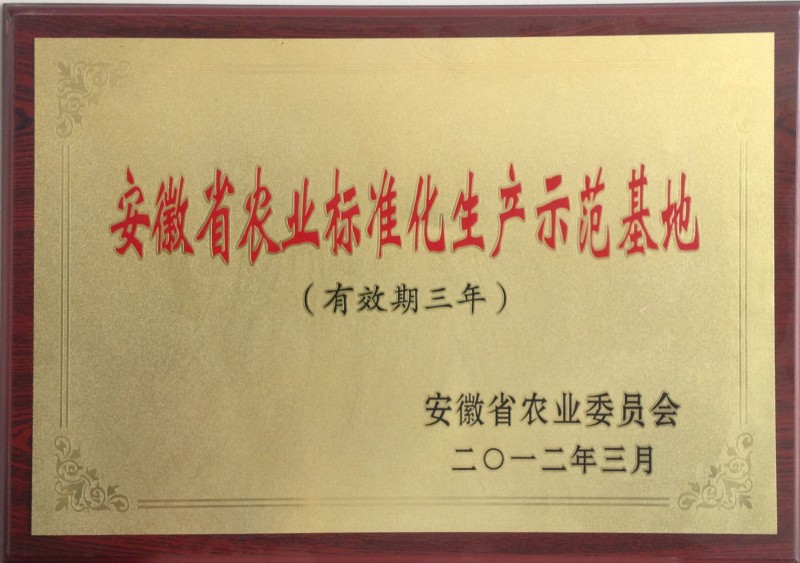 安徽省农业标准化生产示范基地
（有效期三年）
安徽省农业委员会
二〇一二年三月